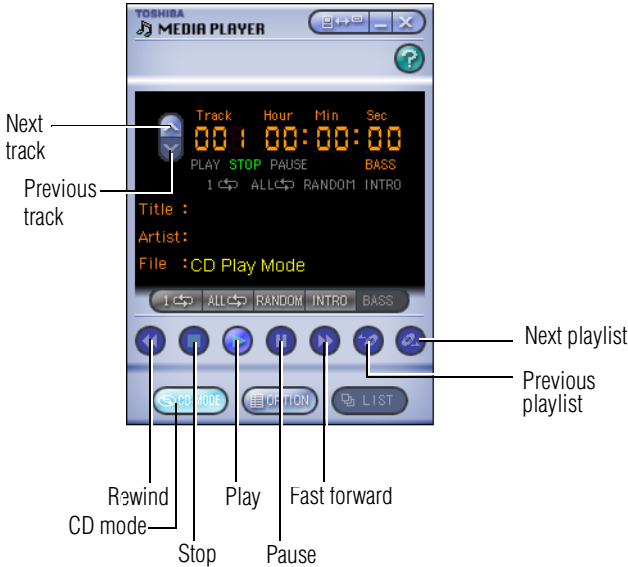 TOSHIBA
MEDIA PLAYER
?
Next
track
Track Hour Min Sec
001 00:00:00
PLAY STOP PAUSE BASS
Previous
track
1 ALL RANDOM INTRO
Title :
Artist:
File :CD Play Mode
1 ALL RANDOM INTRO BASS
Next playlist
Previous
playlist
CD MODE OPTION LIST
Rewind Play Fast forward
CD mode
Stop Pause